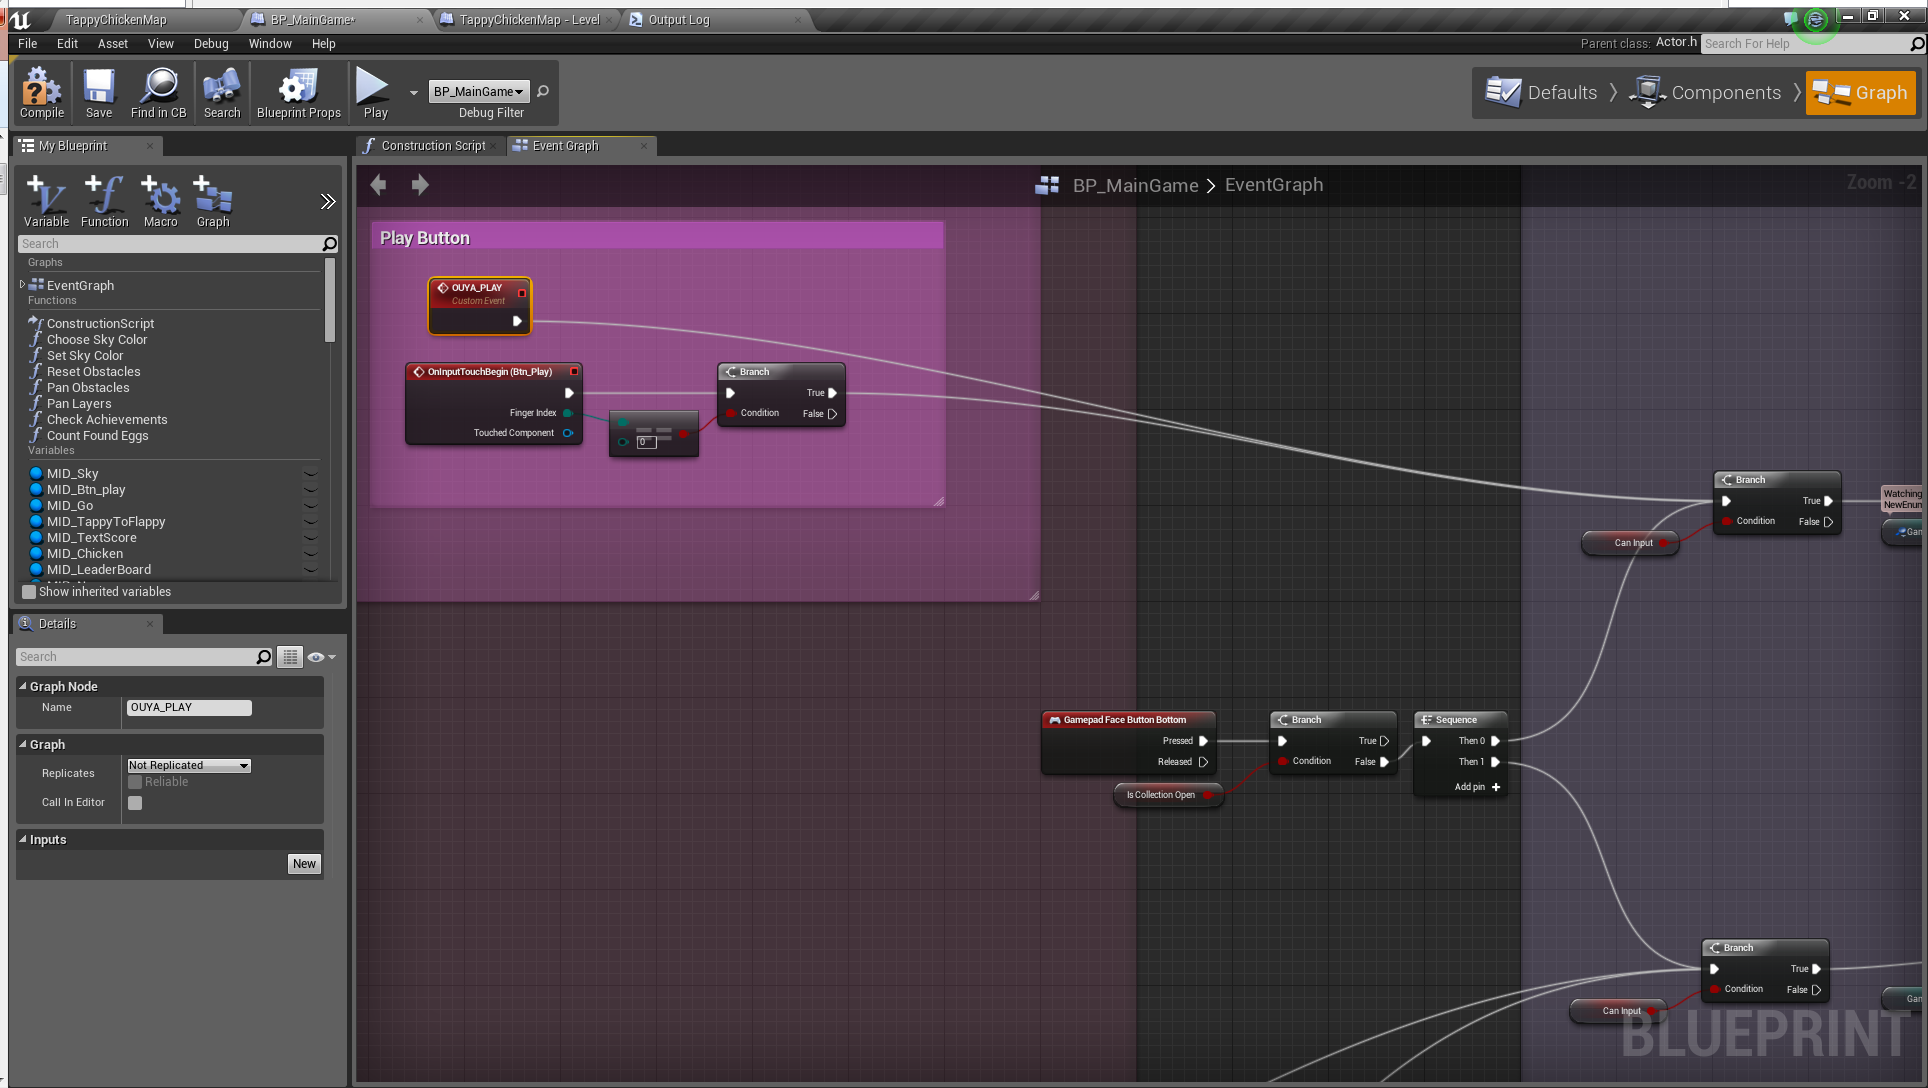 TappyChickenMap
BP_MainGame*
TappyChickenMap - Level
Output Log
File Edit Asset View Debug Window Help
Parent class: Actor.h
Search For Help
Compile
Save
Find in CB
Search
Blueprint Props
Play
BP_MainGame
Debug Filter
Defaults
Components
Graph
My Blueprint
Construction Script
Event Graph
Variable
Function
Macro
Graph
BP_MainGame > EventGraph
Zoom -2
Search
Graphs
EventGraph
Functions
ConstructionScript
Choose Sky Color
Set Sky Color
Reset Obstacles
Pan Obstacles
Pan Layers
Check Achievements
Count Found Eggs
Variables
MID_Sky
MID_Btn_play
MID_Go
MID_TappyToFlappy
MID_TextScore
MID_Chicken
MID_LeaderBoard
Show inherited variables
Details
Search
Graph Node
Name
OUYA_PLAY
Graph
Replicates
Not Replicated
Reliable
Call In Editor
Inputs
New
Play Button
OUYA_PLAY
Custom Event
OnInputTouchBegin (Btn_Play)
Finger Index
Touched Component
0
Branch
True
Condition
False
Branch
True
Condition
False
Can Input
Watching
NewEnum
Gam
Gamepad Face Button Bottom
Pressed
Released
Is Collection Open
Branch
True
Condition
False
Sequence
Then 0
Then 1
Add pin +
Branch
True
Condition
False
Can Input
Gam
BLUEPRINT